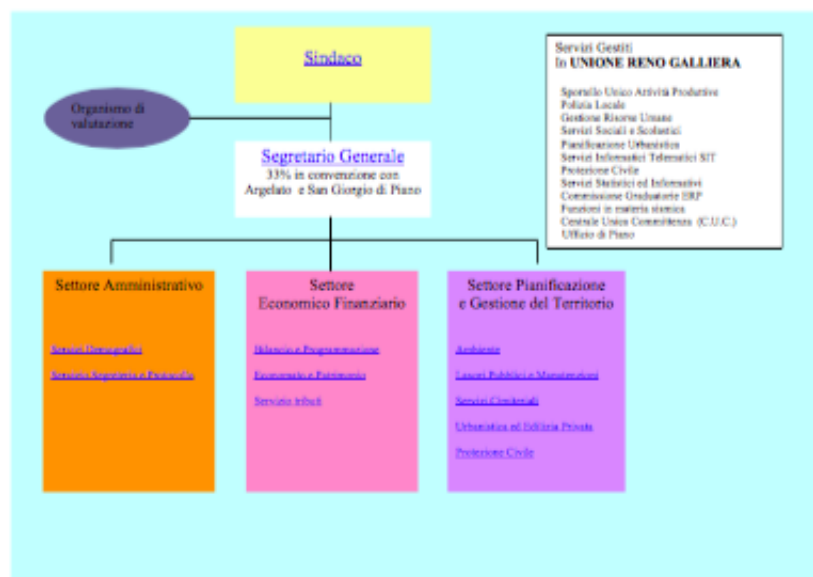 Sindaco
Organismo di
valutazione
Segretario Generale
33% in convenzione con
Argelato e San Giorgio di Piano
Servizi Gestiti
In UNIONE RENO GALLIERA
Sportello Unico Attività Produttive
Polizia Locale
Gestione Risorse Umane
Servizi Sociali e Scolastici
Pianificazione Urbanistica
Servizi Informatici Telematici SIT
Protezione Civile
Servizi Statistici ed Informativi
Commissione Graduatorie ERP
Funzioni in materia sismica
Centrale Unica Committenza (C.U.C.)
Ufficio di Piano
Settore Amministrativo
Servizi Demografici
Servizio Segreteria e Protocollo
Settore
Economico Finanziario
Bilancio e Programmazione
Economato e Patrimonio
Servizio tributi
Settore Pianificazione
e Gestione del Territorio
Ambiente
Lavori Pubblici e Manutenzioni
Servizi Cimiteriali
Urbanistica ed Edilizia Privata
Protezione Civile